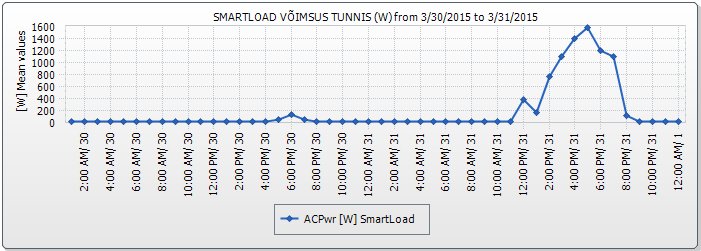 SMARTLOAD VÕIMSUS TUNNIS (W) from 3/30/2015 to 3/31/2015
[W] Mean values
1600
1400
1200
1000
800
600
400
200
0
2:00 AM/ 30
4:00 AM/ 30
6:00 AM/ 30
8:00 AM/ 30
10:00 AM/ 30
12:00 PM/ 30
2:00 PM/ 30
4:00 PM/ 30
6:00 PM/ 30
8:00 PM/ 30
10:00 PM/ 30
12:00 AM/ 31
2:00 AM/ 31
4:00 AM/ 31
6:00 AM/ 31
8:00 AM/ 31
10:00 AM/ 31
12:00 PM/ 31
2:00 PM/ 31
4:00 PM/ 31
6:00 PM/ 31
8:00 PM/ 31
10:00 PM/ 31
12:00 AM/ 1
ACPwr [W] SmartLoad